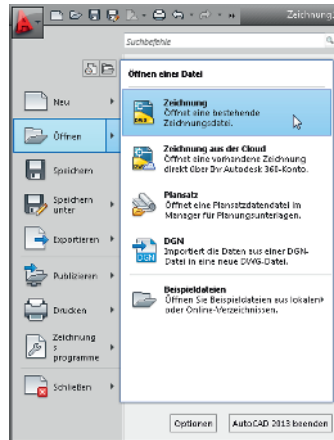 Zeichnung.
Suchbefehle
Öffnen einer Datei
Neu
Öffnen
Speichern
Speichern
unter
Exportieren
Publizieren
Drucken
Zeichnung
s
programme
Schließen
Zeichnung
Öffnet eine bestehende
Zeichnungsdatei.
Zeichnung aus der Cloud
Öffnet eine vorhandene Zeichnung
direkt über Ihr Autodesk 360-Konto.
Plansatz
Öffnet eine Plansatzdatendatei im
Manager für Planungsunterlagen.
DGN
Importiert die Daten aus einer DGN-
Datei in eine neue DWG-Datei.
Beispieldateien
Öffnen Sie Beispieldateien aus lokalen
oder Online-Verzeichnissen.
Optionen
AutoCAD 2013 beenden